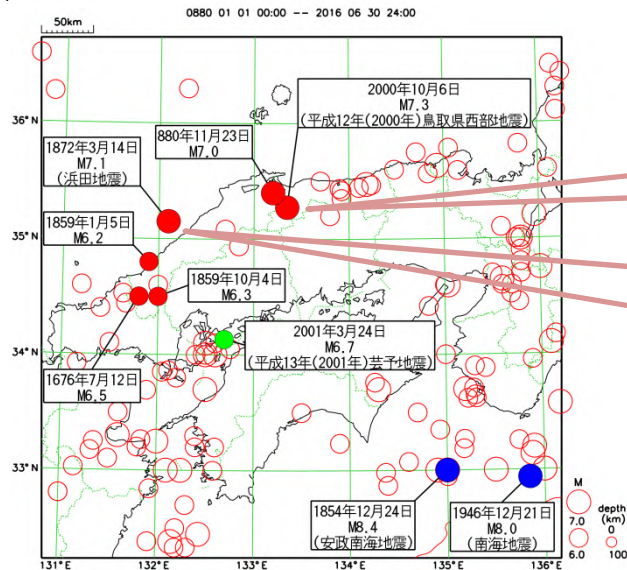 0880 01 01 00:00 -- 2016 06 30 24:00
50km
2000年10月6日
M7.3
(平成12年(2000年)鳥取県西部地震)
880年11月23日
M7.0
1872年3月14日
M7.1
(浜田地震)
1859年1月5日
M6.2
1859年10月4日
M6.3
2001年3月24日
M6.7
(平成13年(2001年)芸予地震)
1676年7月12日
M6.5
1854年12月24日
M8.4
(安政南海地震)
1946年12月21日
M8.0
(南海地震)
36°N
35°N
34°N
33°N
131°E
132°E
133°E
134°E
135°E
136°E
M
7.0
6.0
depth
(km)
0
100